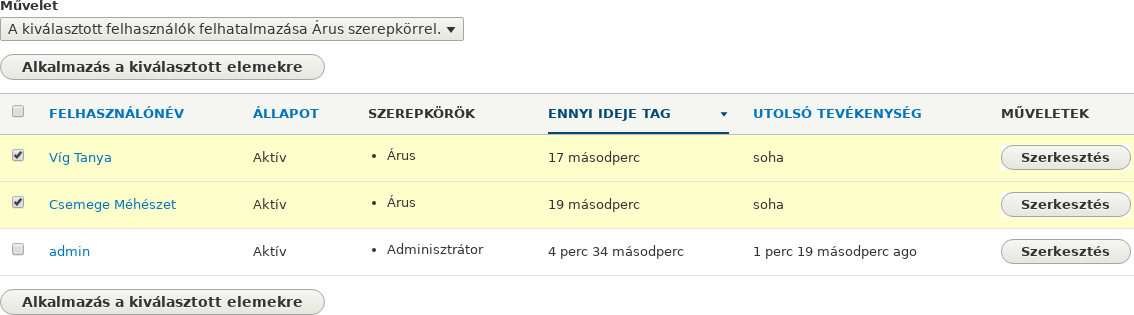 Művelet
A kiválasztott felhasználók felhatalmazása Árus szerepkörrel.
Alkalmazás a kiválasztott elemekre
FELHASZNÁLÓNÉV ÁLLAPOT SZEREPKÖRÖK ENNYI IDEJE TAG UTOLSÓ TEVÉKENYSÉG MŰVELETEK
Víg Tanya Aktív • Árus 17 másodperc soha Szerkesztés
Csemege Méhészet Aktív • Árus 19 másodperc soha Szerkesztés
admin Aktív • Adminisztrátor 4 perc 34 másodperc 1 perc 19 másodperc ago Szerkesztés
Alkalmazás a kiválasztott elemekre